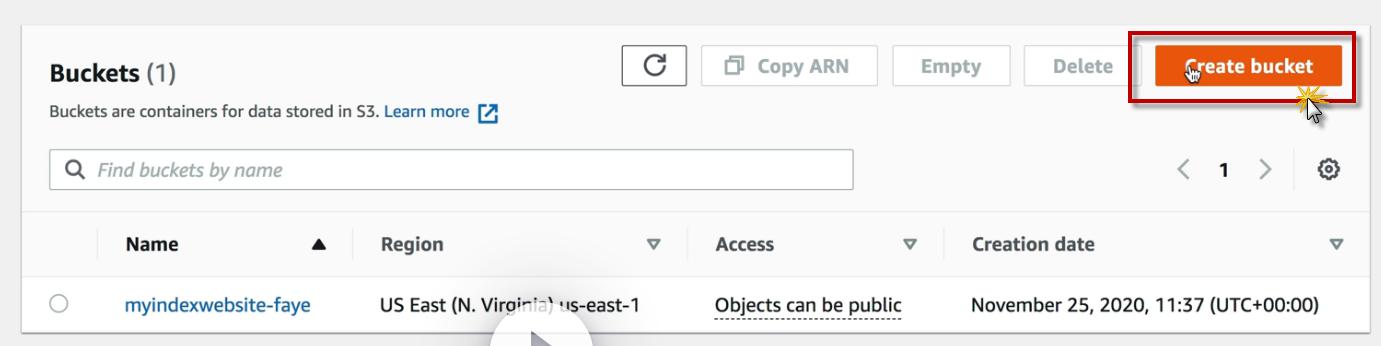 Buckets (1)
Copy ARN
Empty
Delete
Create bucket
Buckets are containers for data stored in S3. Learn more
Find buckets by name
1
Name Region Access Creation date
myindexwebsite-faye US East (N. Virginia) us-east-1 Objects can be public November 25, 2020, 11:37 (UTC+00:00)